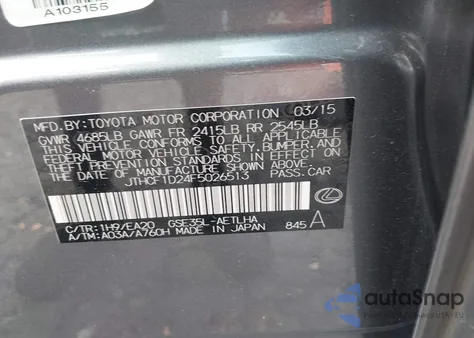 A103155
MFD. BY: TOYOTA MOTOR CORPORATION 03/15
GVWR 4685LB GAWR FR 2415LB RR 2545LB
THIS VEHICLE CONFORMS TO ALL APPLICABLE
FEDERAL MOTOR VEHICLE SAFETY, BUMPER, AND
THEFT PREVENTION STANDARDS IN EFFECT ON
THE DATE OF MANUFACTURE SHOWN ABOVE.
JTHCF1D24F5026513 PASS. CAR
C/TR: 1H9/EA20 GSE35L-AETLHA
A/TM: A03A/A760H MADE IN JAPAN 845 A
autoSnap